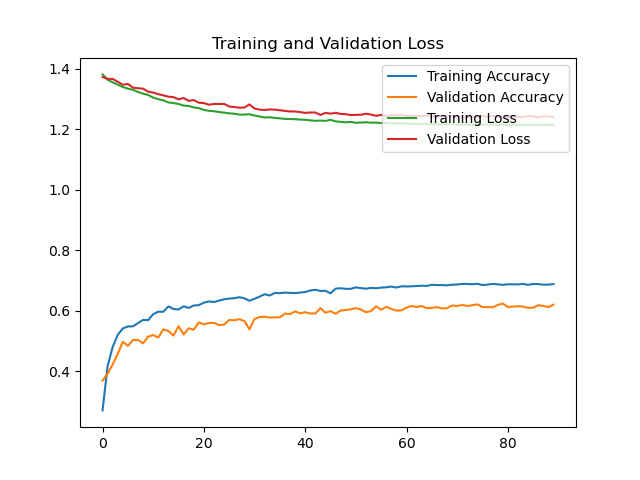 Training and Validation Loss
Training Accuracy
Validation Accuracy
Training Loss
Validation Loss
1.4
1.2
1.0
0.8
0.6
0.4
0 20 40 60 80